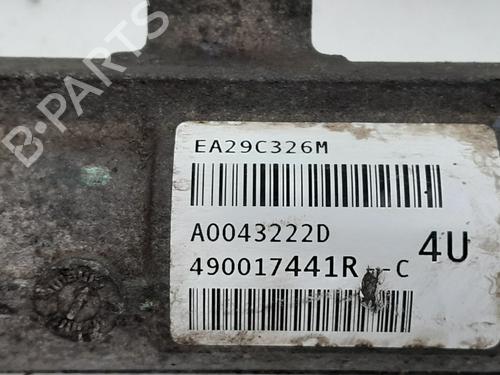 B-PARTS
EA29C326M
A0043222D
4U
490017441R --C